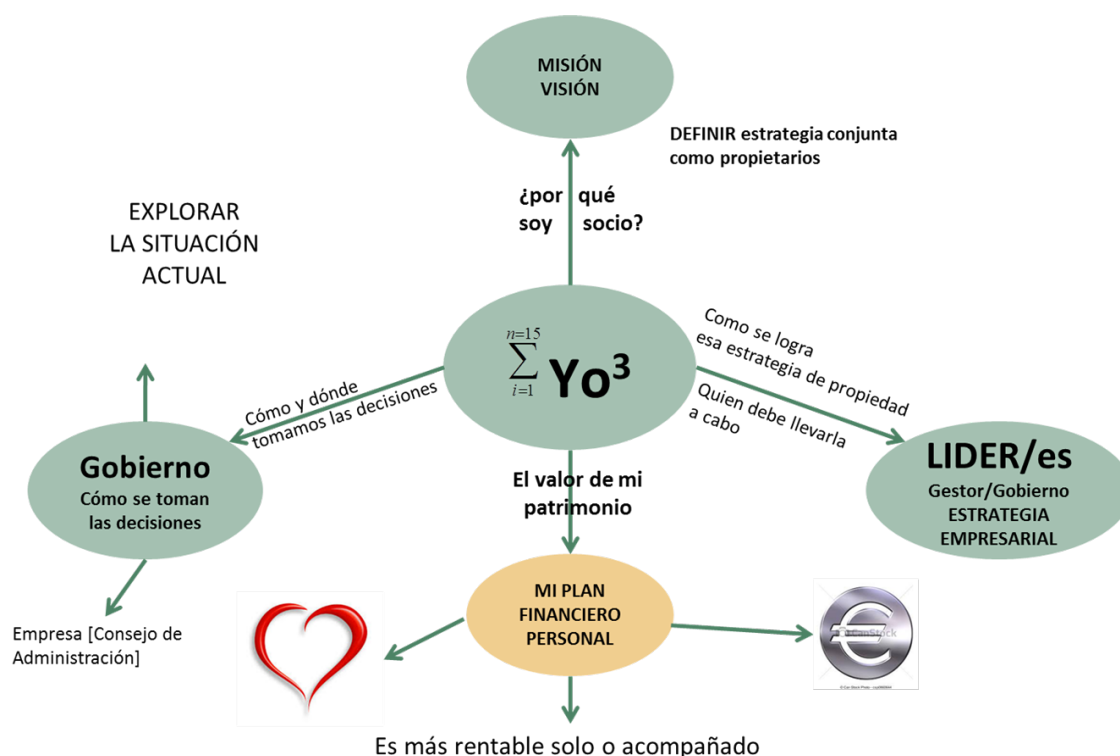 MISIÓN
VISIÓN
DEFINIR estrategia conjunta
como propietarios
¿por qué
soy socio?
EXPLORAR
LA SITUACIÓN
ACTUAL
n=15
∑ Yo³
i=1
Como se logra
esa estrategia de propiedad
Quien debe llevarla
a cabo
Cómo y dónde
tomamos las decisiones
Gobierno
Cómo se toman
las decisiones
LIDER/es
Gestor/Gobierno
ESTRATEGIA
EMPRESARIAL
El valor de mi
patrimonio
MI PLAN
FINANCIERO
PERSONAL
Empresa [Consejo de
Administración]
CanStock
Es más rentable solo o acompañado